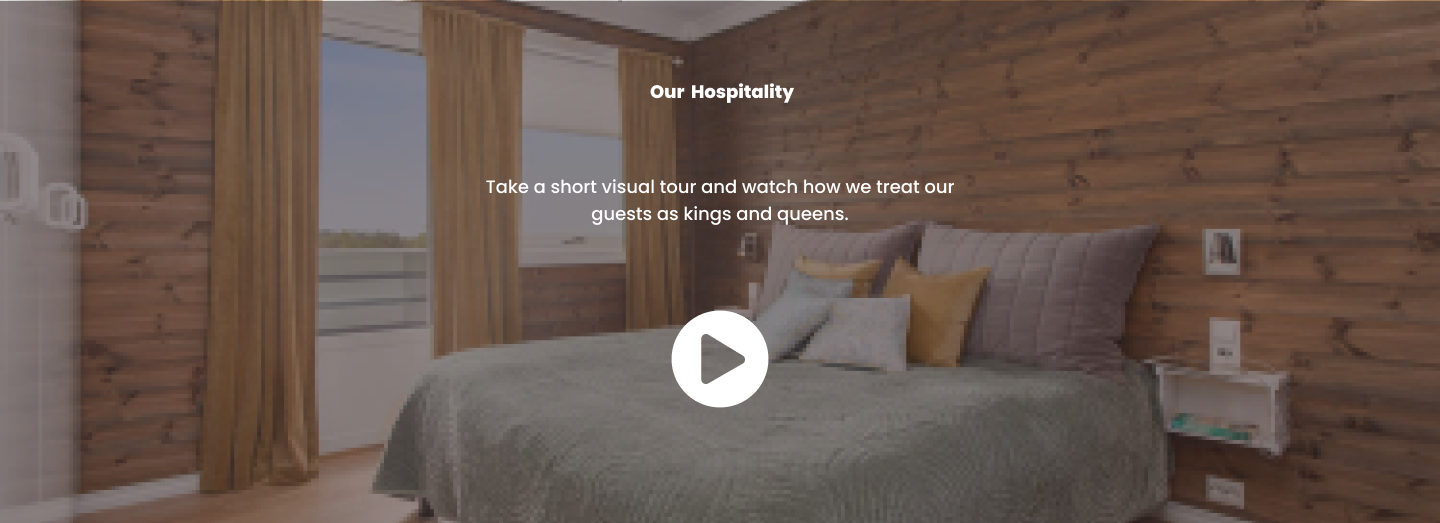 Our Hospitality
Take a short visual tour and watch how we treat our
guests as kings and queens.